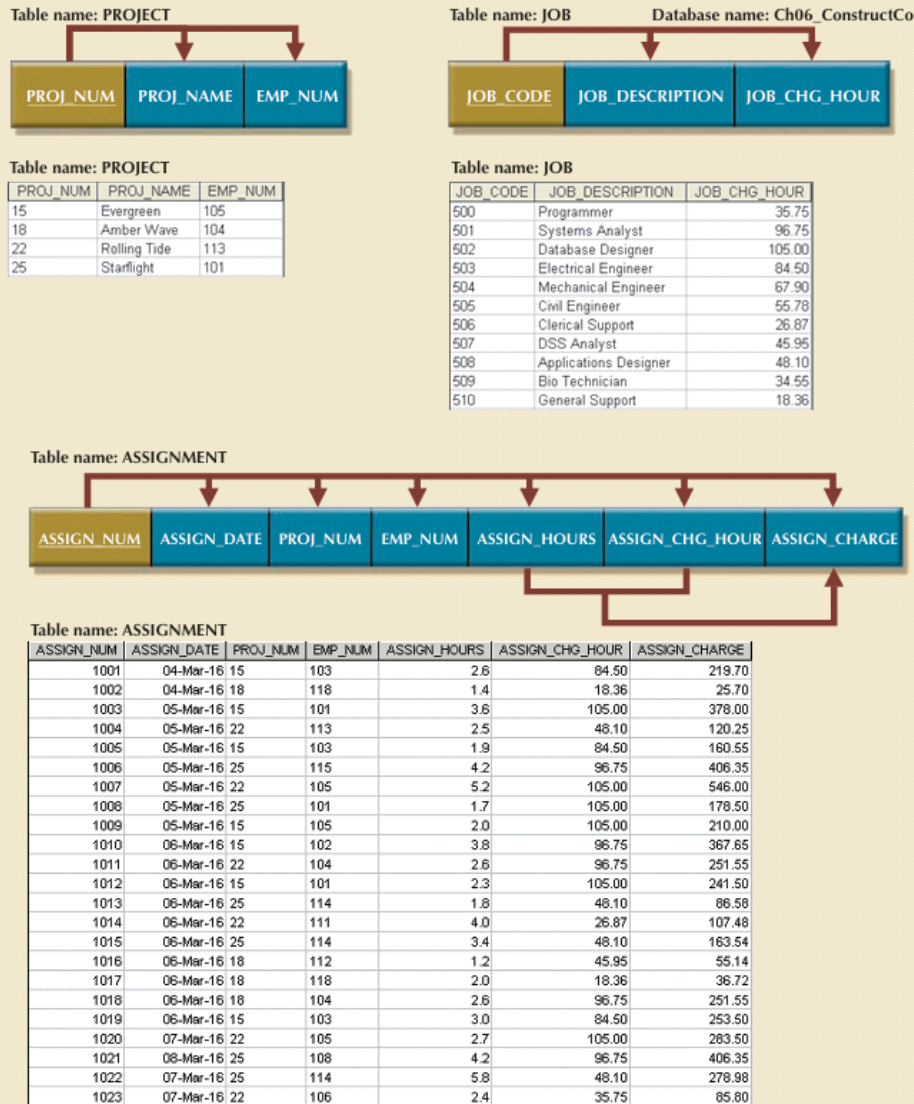 Table name: PROJECT
PROJ_NUM PROJ_NAME EMP_NUM
Table name: PROJECT
PROJ_NUM PROJ_NAME EMP_NUM
15 Evergreen 105
18 Amber Wave 104
22 Rolling Tide 113
25 Starflight 101
Table name: JOB Database name: Ch06_ConstructCo
JOB_CODE JOB_DESCRIPTION JOB_CHG_HOUR
Table name: JOB
JOB_CODE JOB_DESCRIPTION JOB_CHG_HOUR
500 Programmer 35.75
501 Systems Analyst 96.75
502 Database Designer 105.00
503 Electrical Engineer 84.50
504 Mechanical Engineer 67.90
505 Civil Engineer 55.78
506 Clerical Support 26.87
507 DSS Analyst 45.95
508 Applications Designer 48.10
509 Bio Technician 34.55
510 General Support 18.36
Table name: ASSIGNMENT
ASSIGN_NUM ASSIGN_DATE PROJ_NUM EMP_NUM ASSIGN_HOURS ASSIGN_CHG_HOUR ASSIGN_CHARGE
Table name: ASSIGNMENT
ASSIGN_NUM ASSIGN_DATE PROJ_NUM EMP_NUM ASSIGN_HOURS ASSIGN_CHG_HOUR ASSIGN_CHARGE
1001 04-Mar-16 15 103 2.6 84.50 219.70
1002 04-Mar-16 18 118 1.4 18.36 25.70
1003 05-Mar-16 15 101 3.6 105.00 378.00
1004 05-Mar-16 22 113 2.5 48.10 120.25
1005 05-Mar-16 15 103 1.9 84.50 160.55
1006 05-Mar-16 25 115 4.2 96.75 406.35
1007 05-Mar-16 22 105 5.2 105.00 546.00
1008 05-Mar-16 25 101 1.7 105.00 178.50
1009 05-Mar-16 15 105 2.0 105.00 210.00
1010 06-Mar-16 15 102 3.8 96.75 367.65
1011 06-Mar-16 22 104 2.6 96.75 251.55
1012 06-Mar-16 15 101 2.3 105.00 241.50
1013 06-Mar-16 25 114 1.8 48.10 86.58
1014 06-Mar-16 22 111 4.0 26.87 107.48
1015 06-Mar-16 25 114 3.4 48.10 163.54
1016 06-Mar-16 18 112 1.2 45.95 55.14
1017 06-Mar-16 18 118 2.0 18.36 36.72
1018 06-Mar-16 18 104 2.6 96.75 251.55
1019 06-Mar-16 15 103 3.0 84.50 253.50
1020 07-Mar-16 22 105 2.7 105.00 283.50
1021 08-Mar-16 25 108 4.2 96.75 406.35
1022 07-Mar-16 25 114 5.8 48.10 278.98
1023 07-Mar-16 22 106 2.4 35.75 85.80